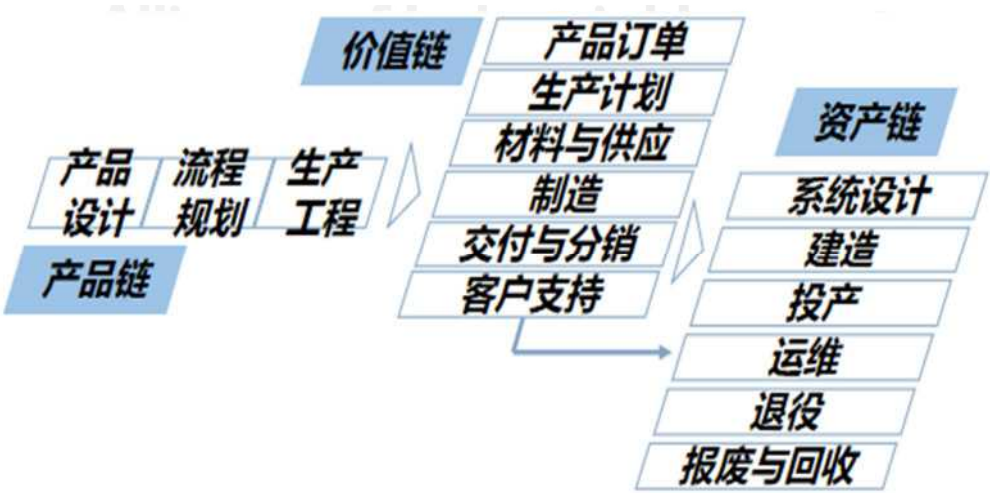 价值链
产品订单
生产计划
材料与供应
制造
交付与分销
客户支持
资产链
系统设计
建造
投产
运维
退役
报废与回收
产品
设计
流程
规划
生产
工程
产品链